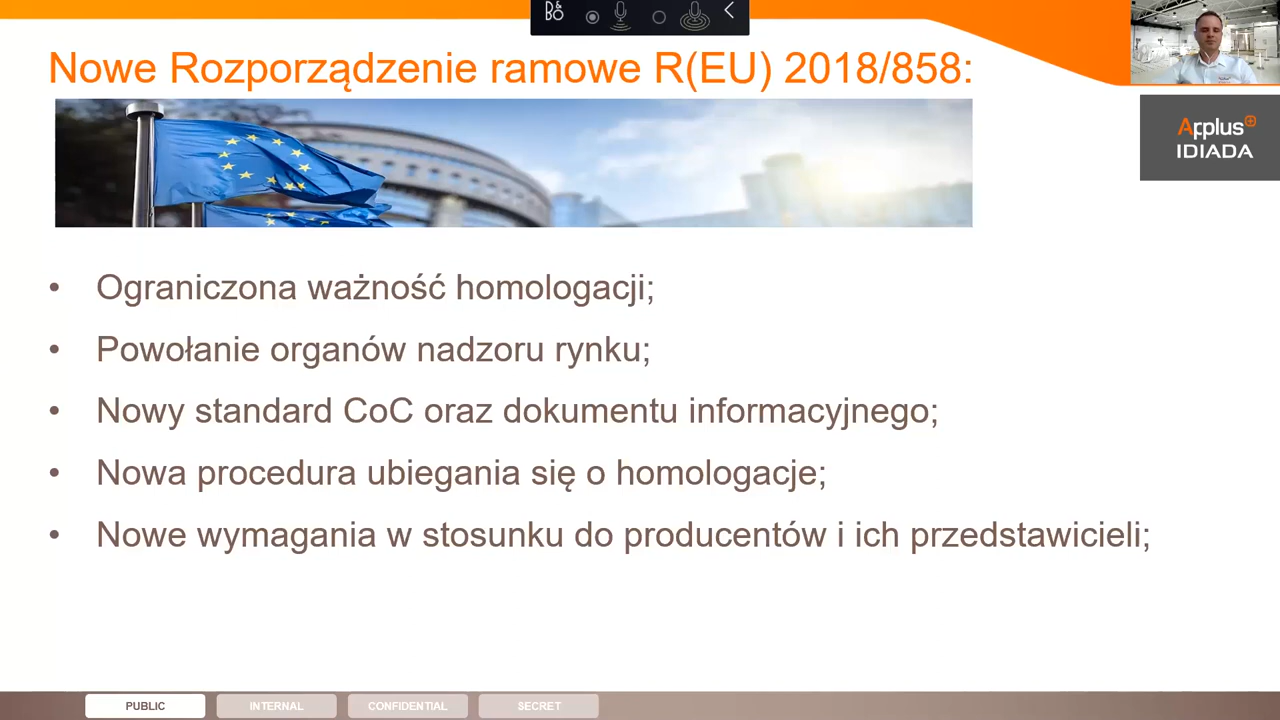 B&O
Nowe Rozporządzenie ramowe R(EU) 2018/858:
Applus+
IDIADA
• Ograniczona ważność homologacji;
• Powołanie organów nadzoru rynku;
• Nowy standard CoC oraz dokumentu informacyjnego;
• Nowa procedura ubiegania się o homologacje;
• Nowe wymagania w stosunku do producentów i ich przedstawicieli;
PUBLIC INTERNAL CONFIDENTIAL SECRET